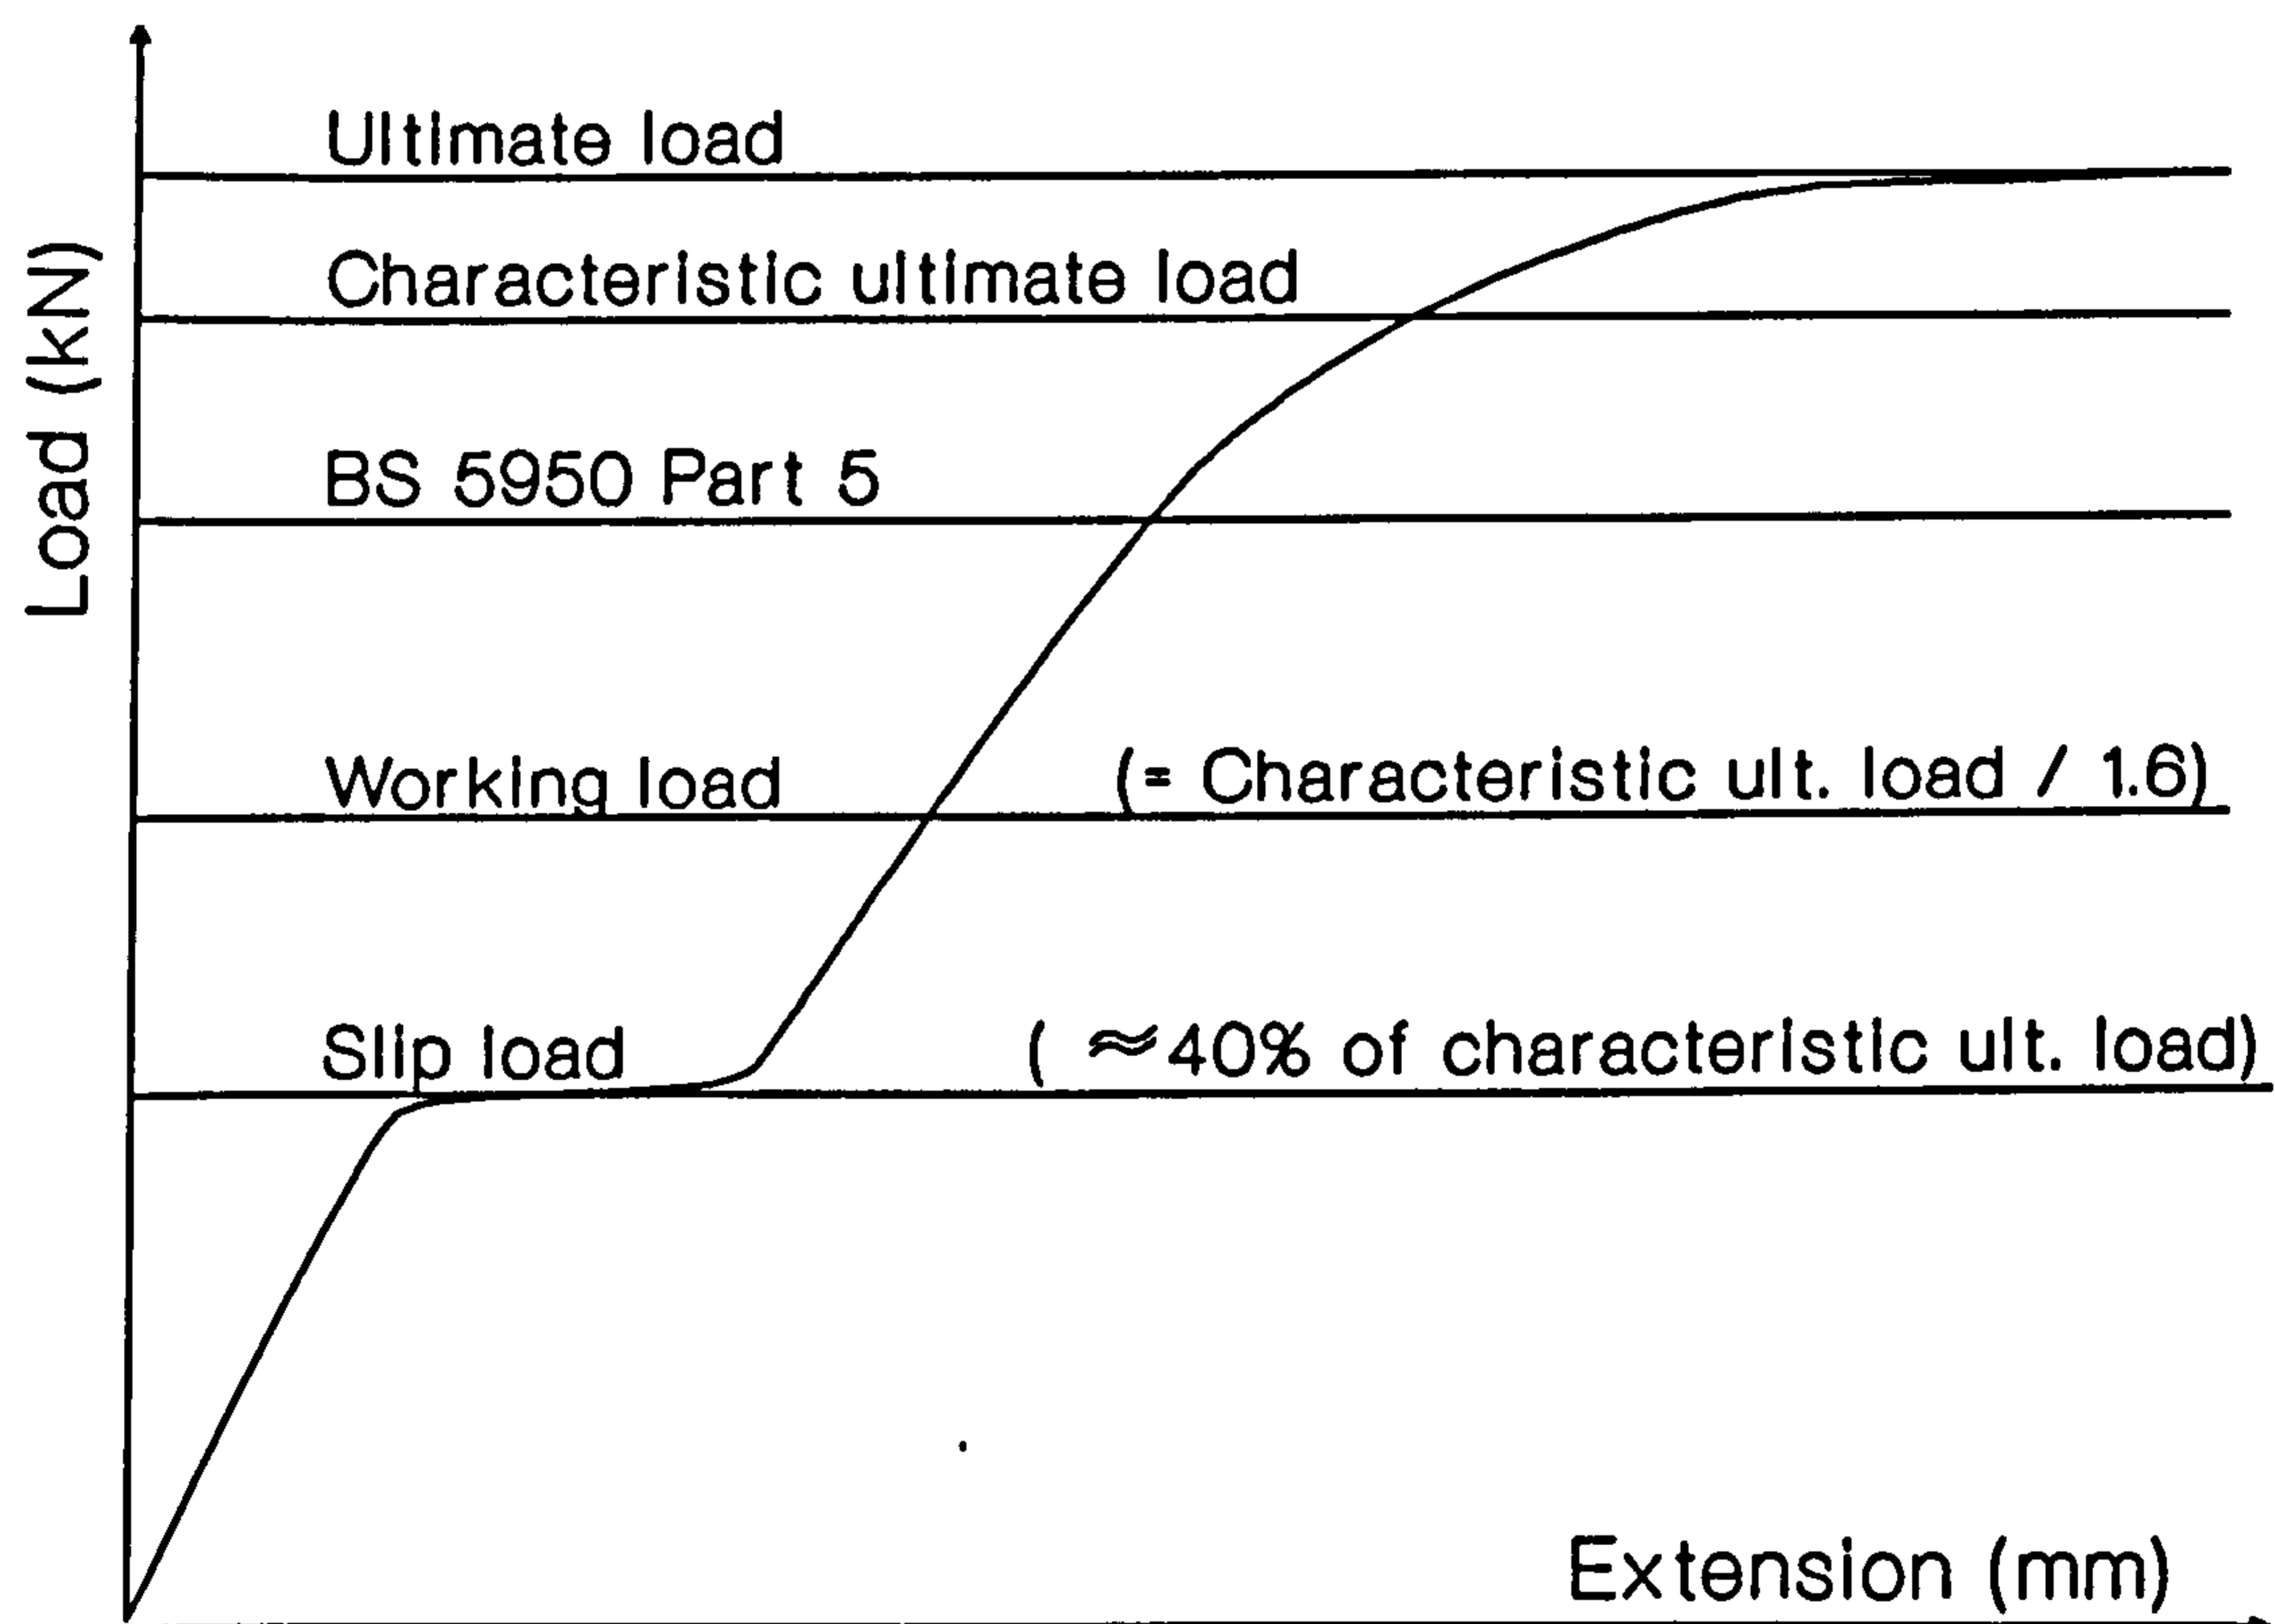 Ultimate load
Characteristic ultimate load
Load (kN)
BS 5950 Part 5
Working load (= Characteristic ult. load / 1.6)
Slip load ( ≈40% of characteristic ult. load)
Extension (mm)